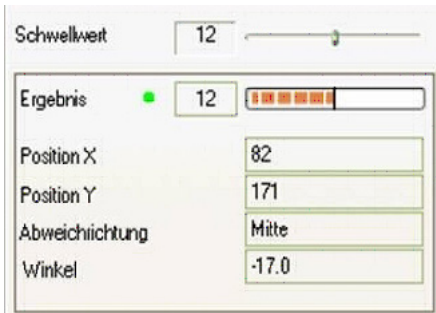 Schwellwert 12
Ergebnis 12
Position X 82
Position Y 171
Abweichrichtung Mitte
Winkel -17.0